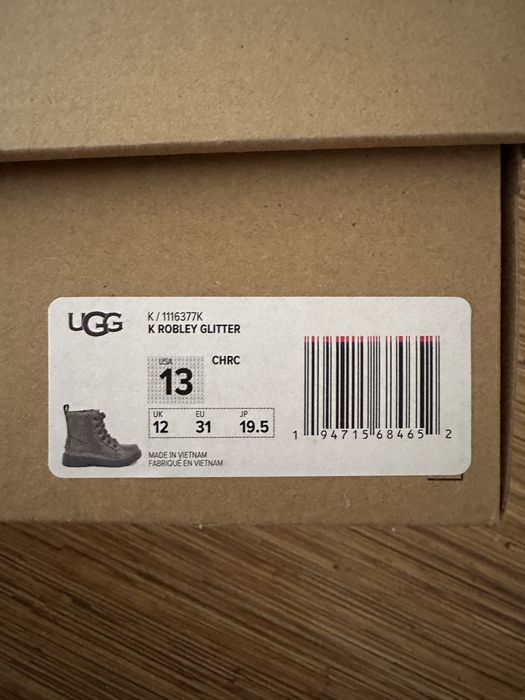 UGG
K / 1116377K
K ROBLEY GLITTER
USA
13
CHRC
UK EU JP
12 31 19.5
MADE IN VIETNAM
FABRIQUÉ EN VIETNAM
1 94715 68465 2